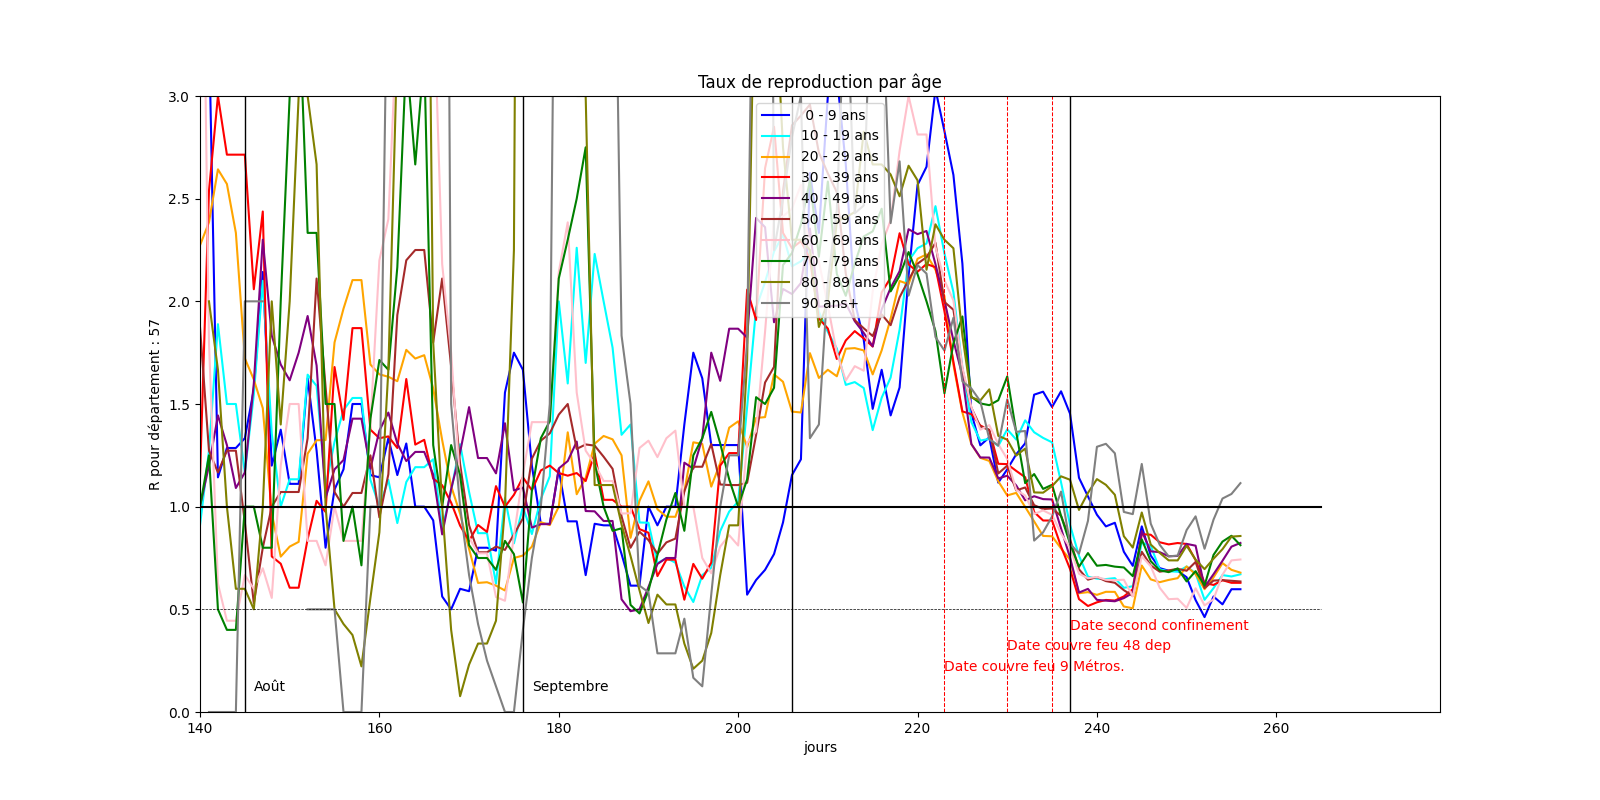 Taux de reproduction par âge
R pour département : 57
3.0
2.5
2.0
1.5
1.0
0.5
0.0
0 - 9 ans
10 - 19 ans
20 - 29 ans
30 - 39 ans
40 - 49 ans
50 - 59 ans
60 - 69 ans
70 - 79 ans
80 - 89 ans
90 ans+
Date second confinement
Date couvre feu 48 dep
Date couvre feu 9 Métros.
Août
Septembre
140 160 180 200 220 240 260
jours